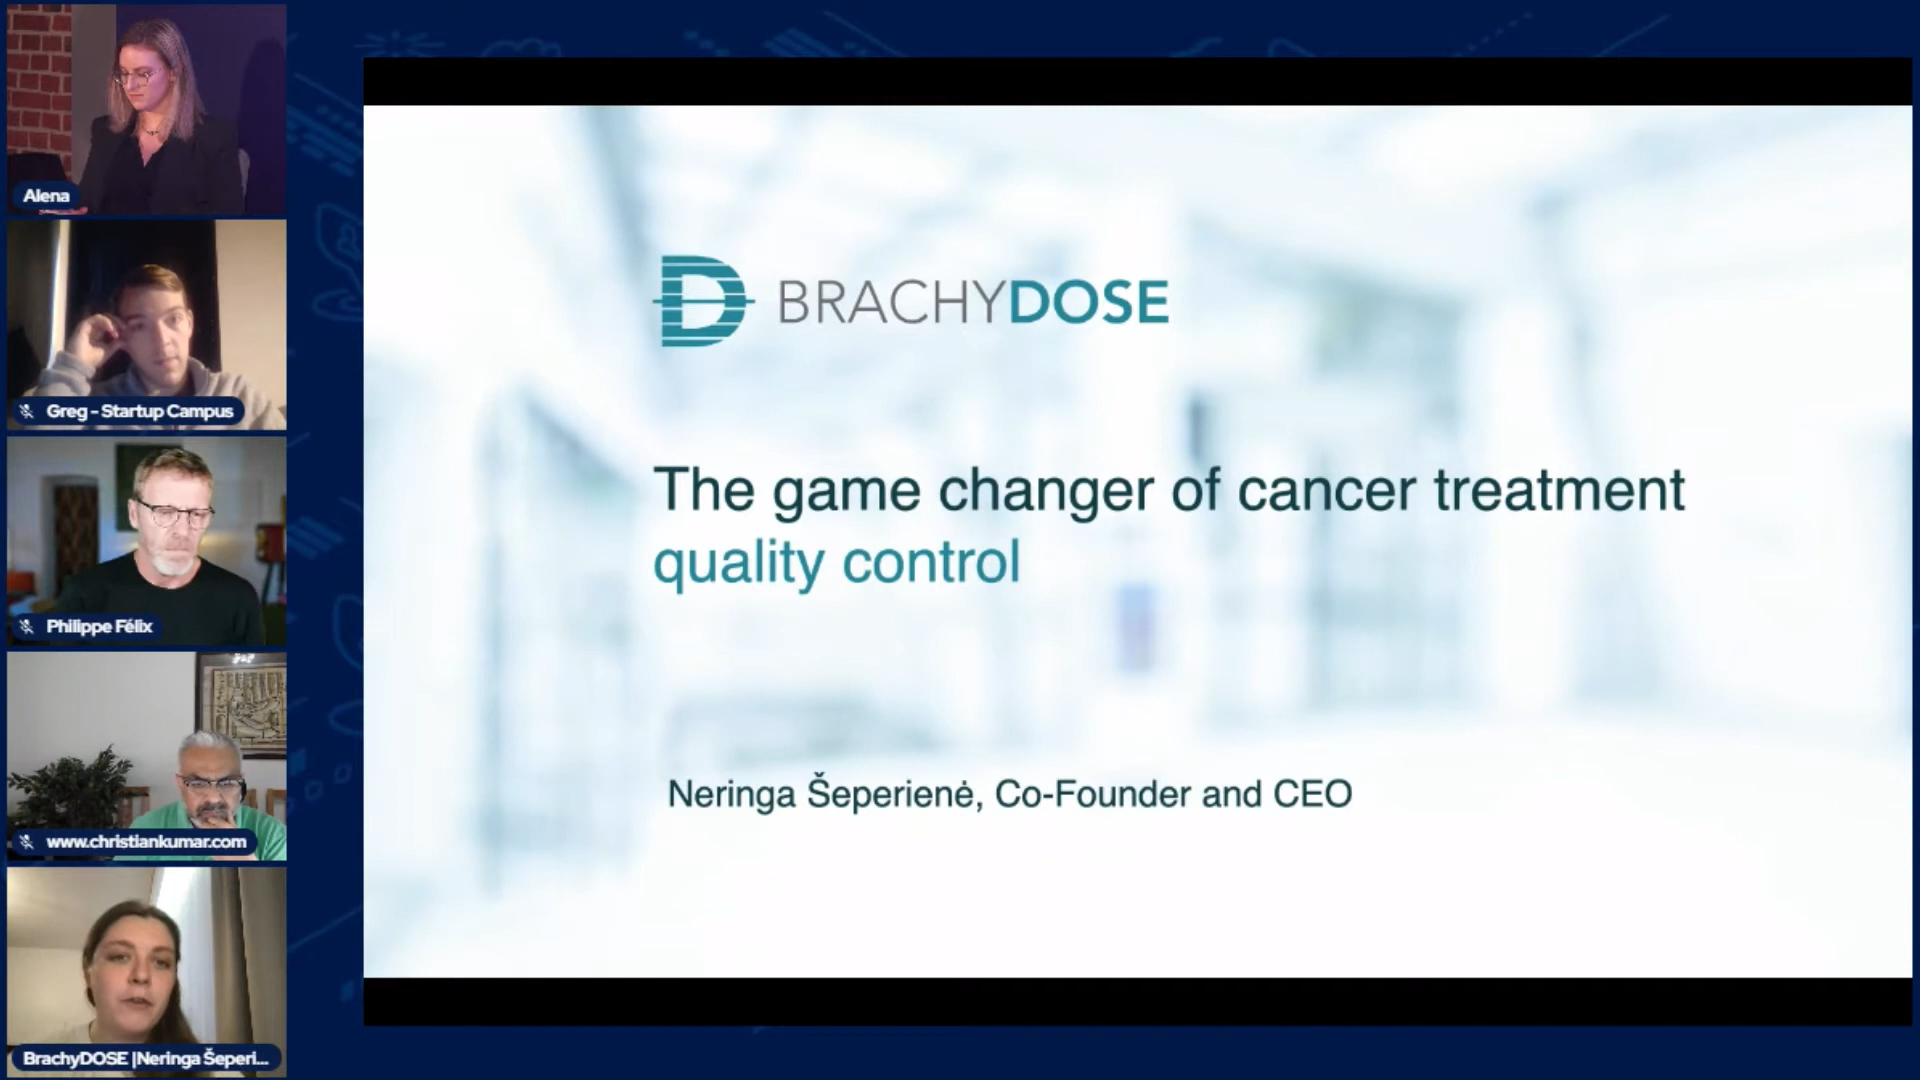 Alena
Greg - Startup Campus
Philippe Félix
www.christiankumar.com
BrachyDOSE |Neringa Šeperi...
BRACHYDOSE
The game changer of cancer treatment
quality control
Neringa Šeperienė, Co-Founder and CEO